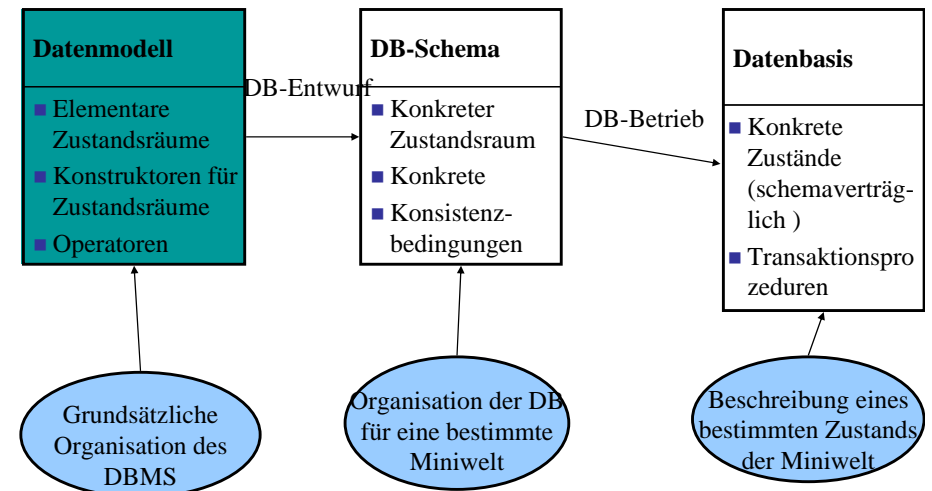 Datenmodell
Elementare
Zustandsräume
Konstruktoren für
Zustandsräume
Operatoren
DB-Entwurf
DB-Schema
Konkreter
Zustandsraum
Konkrete
Konsistenz-
bedingungen
DB-Betrieb
Datenbasis
Konkrete
Zustände
(schemaverträg-
lich )
Transaktionspro
zeduren
Grundsätzliche
Organisation des
DBMS
Organisation der DB
für eine bestimmte
Miniwelt
Beschreibung eines
bestimmten Zustands
der Miniwelt